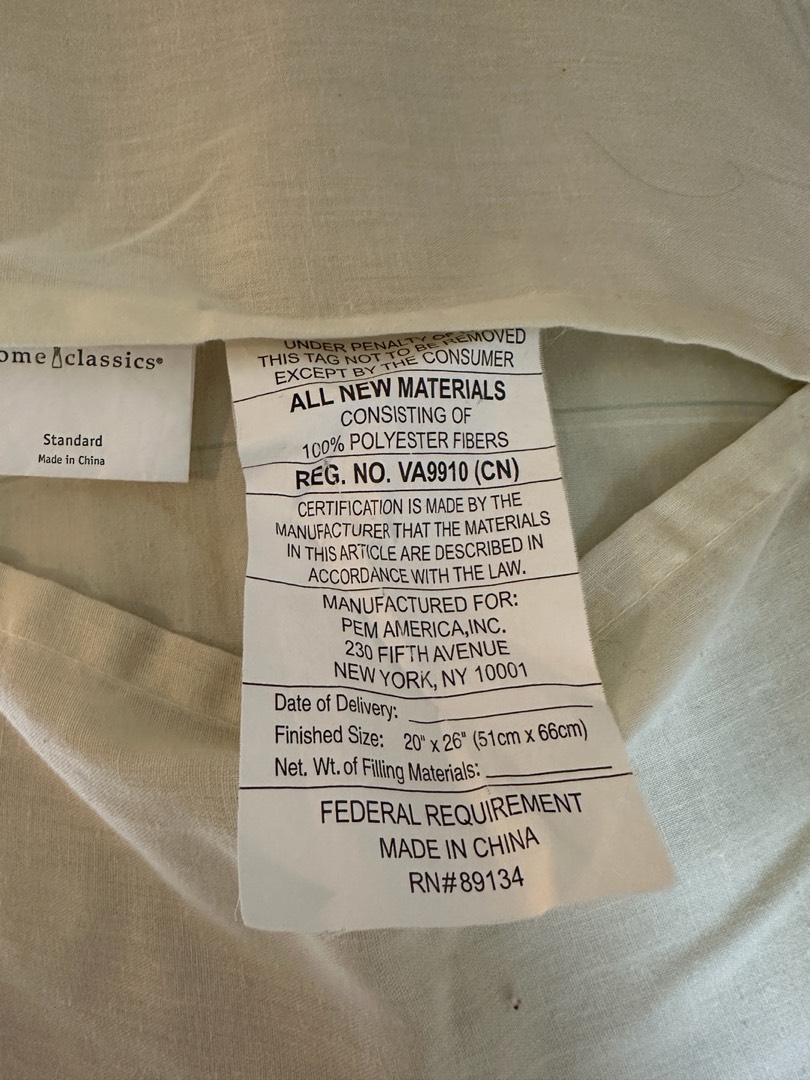 ome classics®
Standard
Made in China
UNDER PENALTY OF
THIS TAG NOT TO BE REMOVED
EXCEPT BY THE CONSUMER
ALL NEW MATERIALS
CONSISTING OF
100% POLYESTER FIBERS
REG. NO. VA9910 (CN)
CERTIFICATION IS MADE BY THE
MANUFACTURER THAT THE MATERIALS
IN THIS ARTICLE ARE DESCRIBED IN
ACCORDANCE WITH THE LAW.
MANUFACTURED FOR:
PEM AMERICA,INC.
230 FIFTH AVENUE
NEW YORK, NY 10001
Date of Delivery:
Finished Size: 20" x 26" (51cm x 66cm)
Net. Wt. of Filling Materials:
FEDERAL REQUIREMENT
MADE IN CHINA
RN#89134